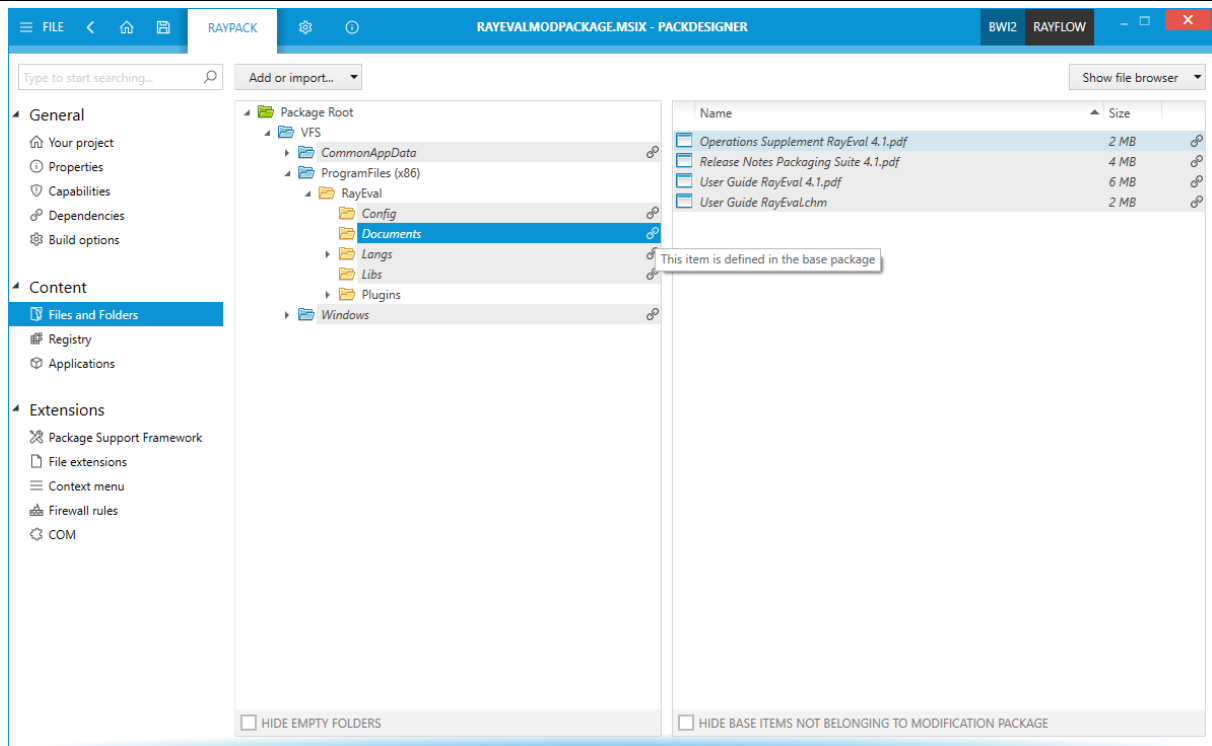 FILE
RAYPACK
RAYEVALMODPACKAGE.MSIX - PACKDESIGNER
BWI2
RAYFLOW
Type to start searching...
General
Your project
Properties
Capabilities
Dependencies
Build options
Content
Files and Folders
Registry
Applications
Extensions
Package Support Framework
File extensions
Context menu
Firewall rules
COM
Add or import...
Show file browser
Package Root
VFS
CommonAppData
ProgramFiles (x86)
RayEval
Config
Documents
Langs
Libs
Plugins
Windows
Name Size
Operations Supplement RayEval 4.1.pdf 2 MB
Release Notes Packaging Suite 4.1.pdf 4 MB
User Guide RayEval 4.1.pdf 6 MB
User Guide RayEval.chm 2 MB
This item is defined in the base package
HIDE EMPTY FOLDERS
HIDE BASE ITEMS NOT BELONGING TO MODIFICATION PACKAGE